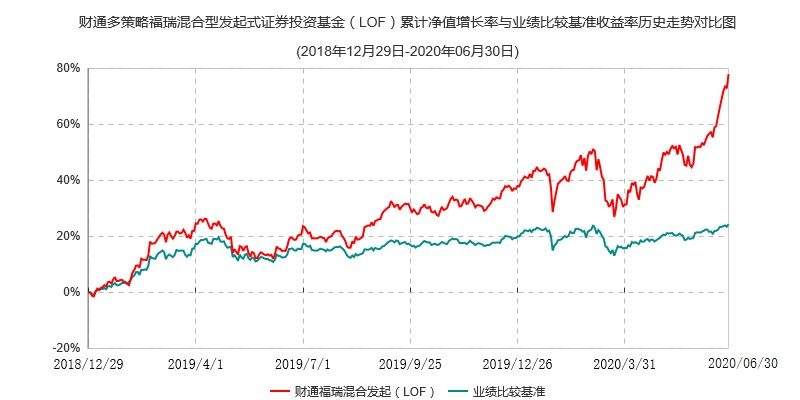 财通多策略福瑞混合型发起式证券投资基金（LOF）累计净值增长率与业绩比较基准收益率历史走势对比图
(2018年12月29日-2020年06月30日)
80%
60%
40%
20%
0%
-20%
2018/12/29 2019/4/1 2019/7/1 2019/9/25 2019/12/26 2020/3/31 2020/06/30
财通福瑞混合发起（LOF） 业绩比较基准